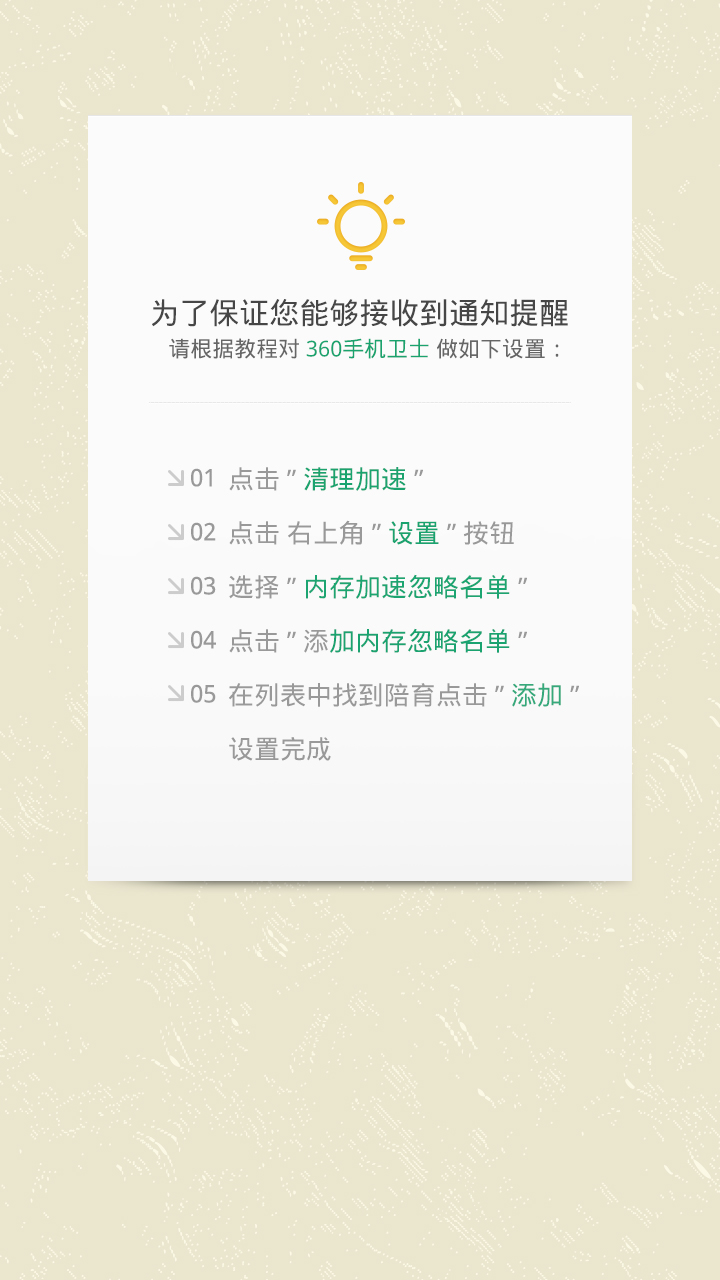 为了保证您能够接收到通知提醒
请根据教程对 360手机卫士 做如下设置：
01 点击 " 清理加速 "
02 点击 右上角 " 设置 " 按钮
03 选择 " 内存加速忽略名单 "
04 点击 " 添加内存忽略名单 "
05 在列表中找到陪育点击 " 添加 "
设置完成